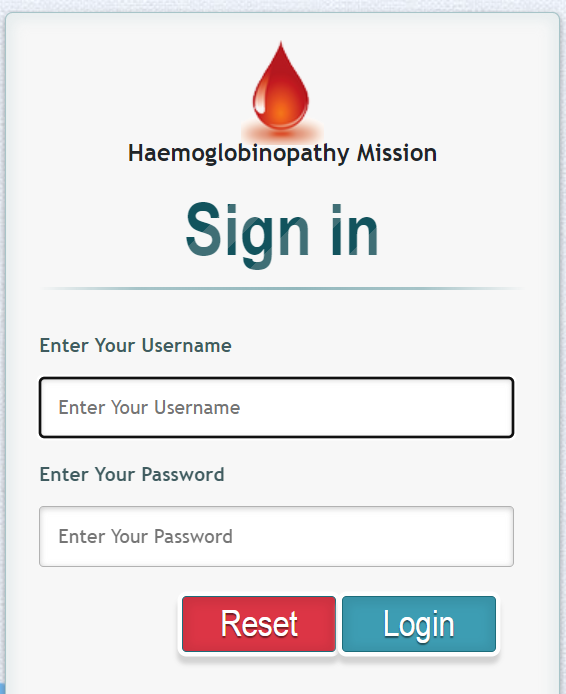 Haemoglobinopathy Mission
Sign in
Enter Your Username
Enter Your Username
Enter Your Password
Enter Your Password
Reset Login